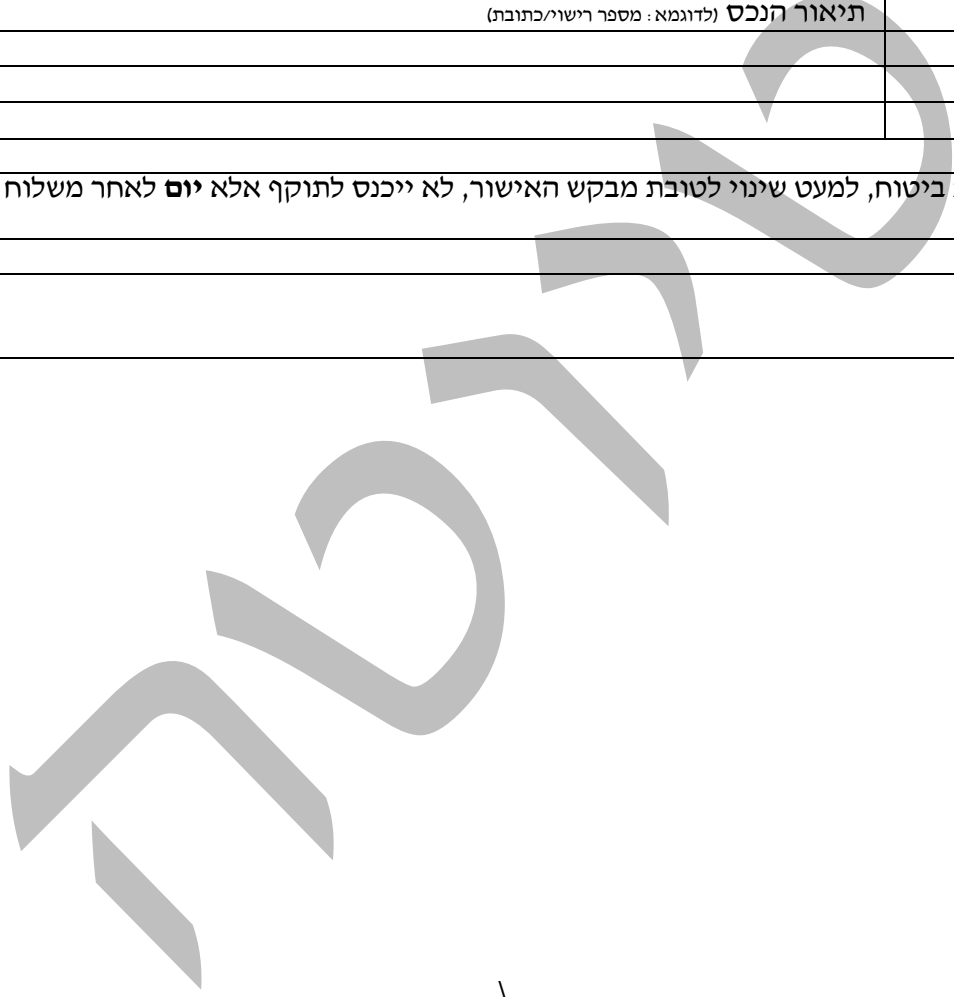 תיאור הנכס (לדוגמא: מספר רישוי/כתובת)
ביטוח, למעט שינוי לטובת מבקש האישור, לא ייכנס לתוקף אלא יום לאחר משלוח
טיוטה
\